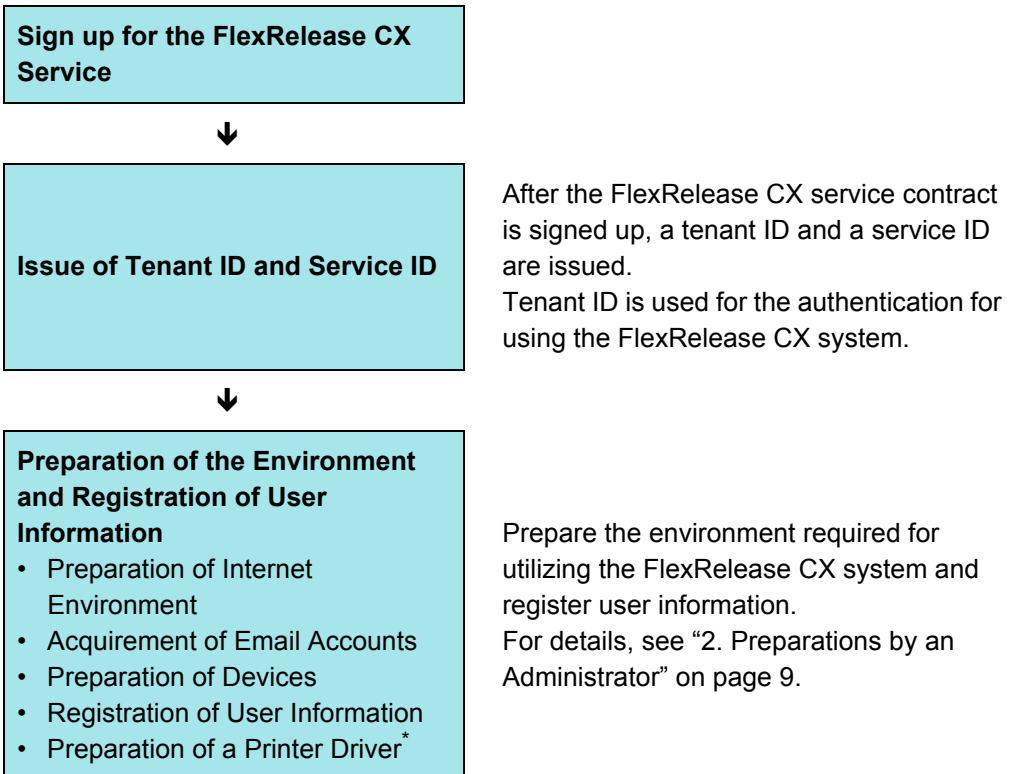 Sign up for the FlexRelease CX
Service
🡻
Issue of Tenant ID and Service ID
After the FlexRelease CX service contract
is signed up, a tenant ID and a service ID
are issued.
Tenant ID is used for the authentication for
using the FlexRelease CX system.
🡻
Preparation of the Environment
and Registration of User
Information
• Preparation of Internet
Environment
• Acquirement of Email Accounts
• Preparation of Devices
• Registration of User Information
• Preparation of a Printer Driver*
Prepare the environment required for
utilizing the FlexRelease CX system and
register user information.
For details, see “2. Preparations by an
Administrator” on page 9.